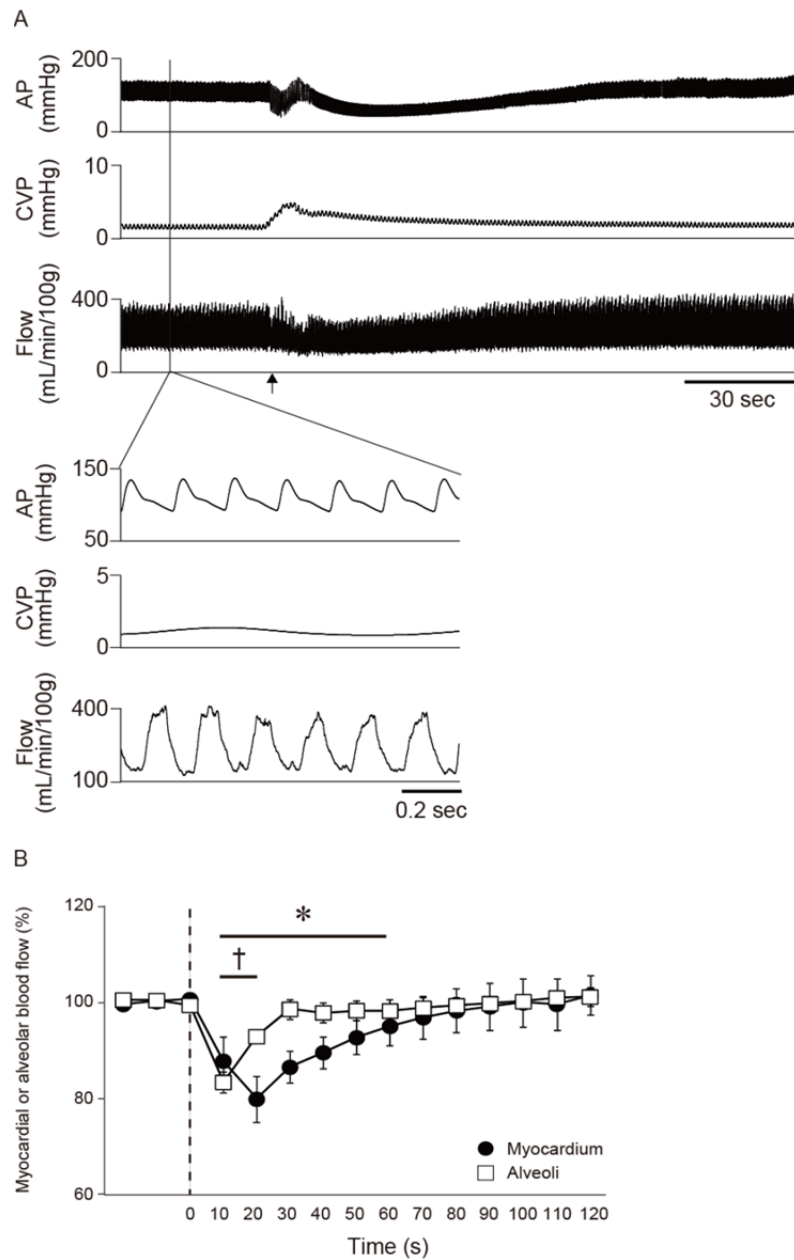 A
AP
(mmHg)
200
0
CVP
(mmHg)
10
0
Flow
(mL/min/100g)
400
0
30 sec
AP
(mmHg)
150
50
CVP
(mmHg)
5
0
Flow
(mL/min/100g)
400
100
0.2 sec
B
Myocardial or alveolar blood flow (%)
120
100
80
60
*
†
Myocardium
Alveoli
0 10 20 30 40 50 60 70 80 90 100 110 120
Time (s)